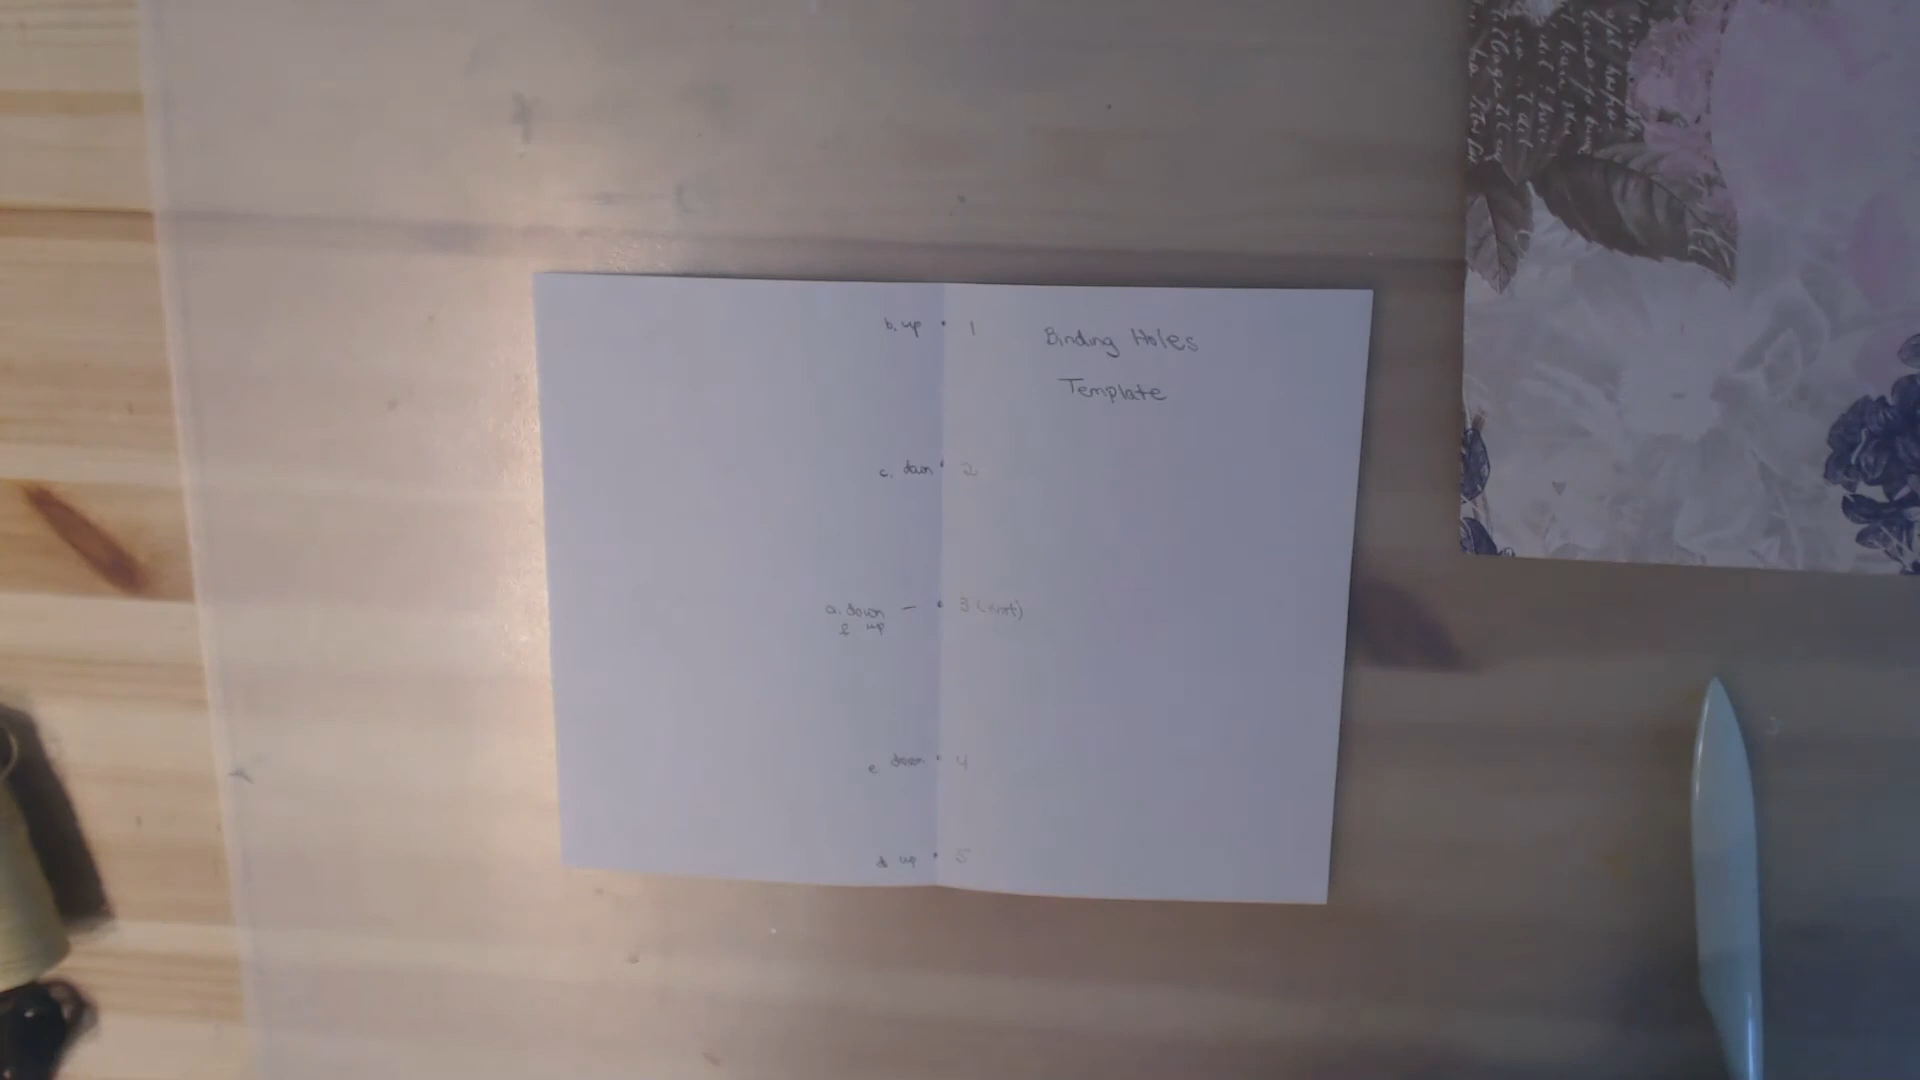 b. up • 1
Binding Holes
Template
c. down • 2
a. down — • 3 (start)
& up
e. down • 4
d. up • 5